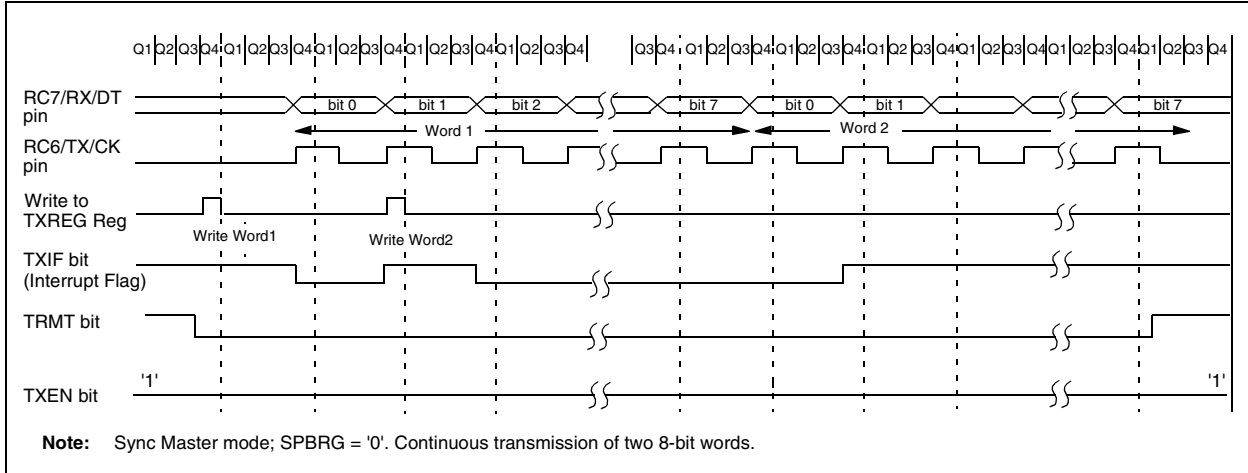 Q1 Q2 Q3 Q4 Q1 Q2 Q3 Q4 Q1 Q2 Q3 Q4 Q1 Q2 Q3 Q4 Q1 Q2 Q3 Q4 Q3 Q4 Q1 Q2 Q3 Q4 Q1 Q2 Q3 Q4 Q1 Q2 Q3 Q4 Q1 Q2 Q3 Q4 Q1 Q2 Q3 Q4 Q1 Q2 Q3 Q4
RC7/RX/DT
pin
bit 0 bit 1 bit 2 bit 7 bit 0 bit 1 bit 7
Word 1 Word 2
RC6/TX/CK
pin
Write to
TXREG Reg
Write Word1 Write Word2
TXIF bit
(Interrupt Flag)
TRMT bit
'1' '1'
TXEN bit
Note: Sync Master mode; SPBRG = '0'. Continuous transmission of two 8-bit words.